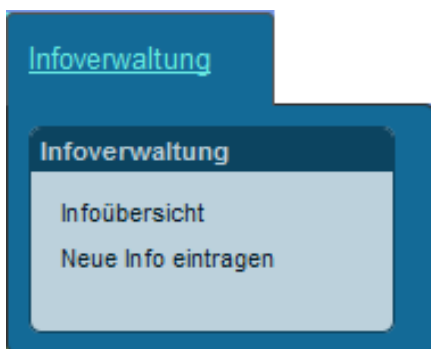 Infoverwaltung
Infoverwaltung
Infoübersicht
Neue Info eintragen